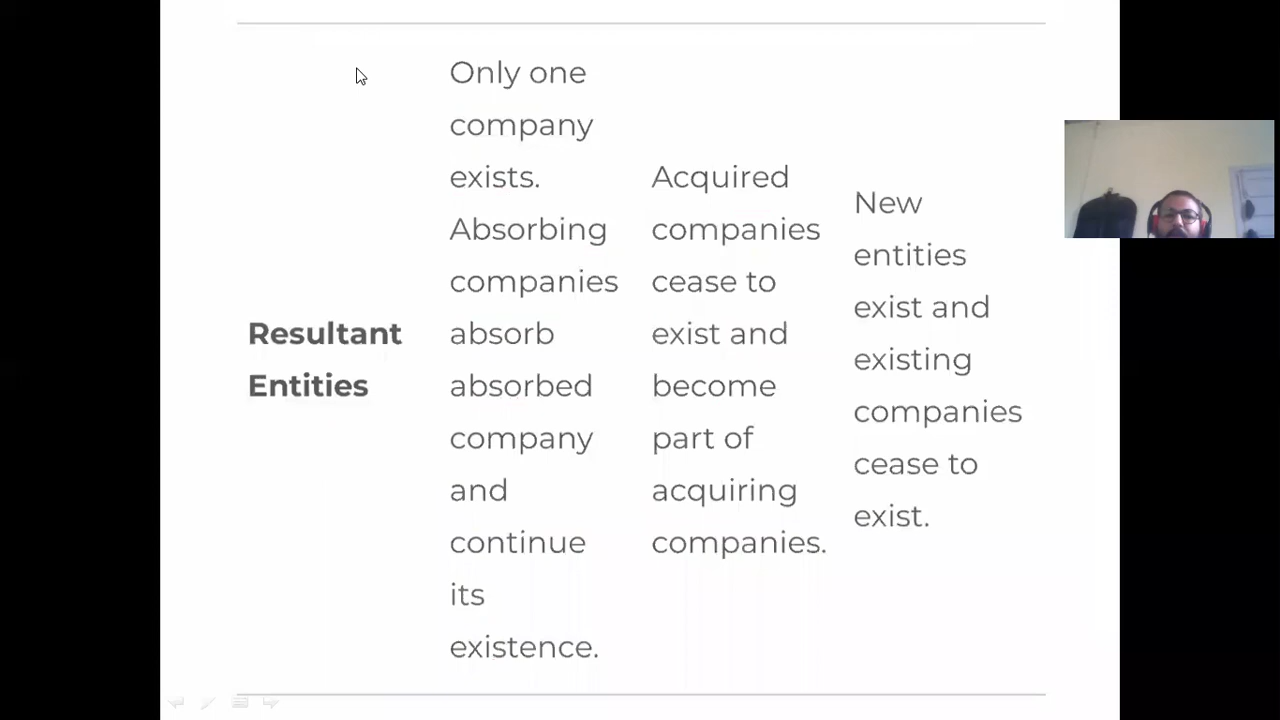 Resultant
Entities
Only one
company
exists.
Absorbing
companies
absorb
absorbed
company
and
continue
its
existence.
Acquired
companies
cease to
exist and
become
part of
acquiring
companies.
New
entities
exist and
existing
companies
cease to
exist.